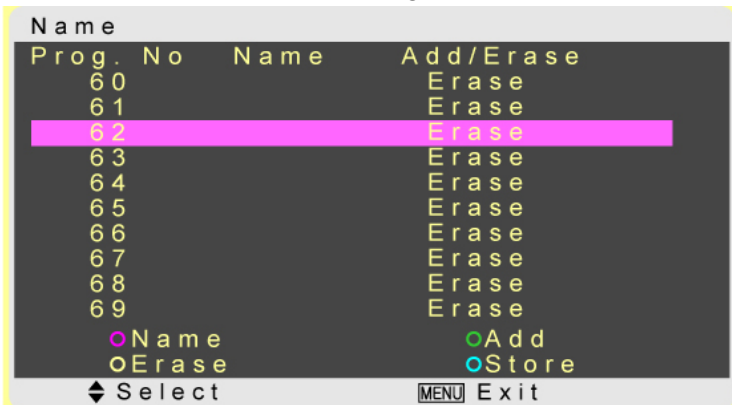 Name
Prog. No Name Add/Erase
60 Erase
61 Erase
62 Erase
63 Erase
64 Erase
65 Erase
66 Erase
67 Erase
68 Erase
69 Erase
Name Add
Erase Store
Select MENU Exit